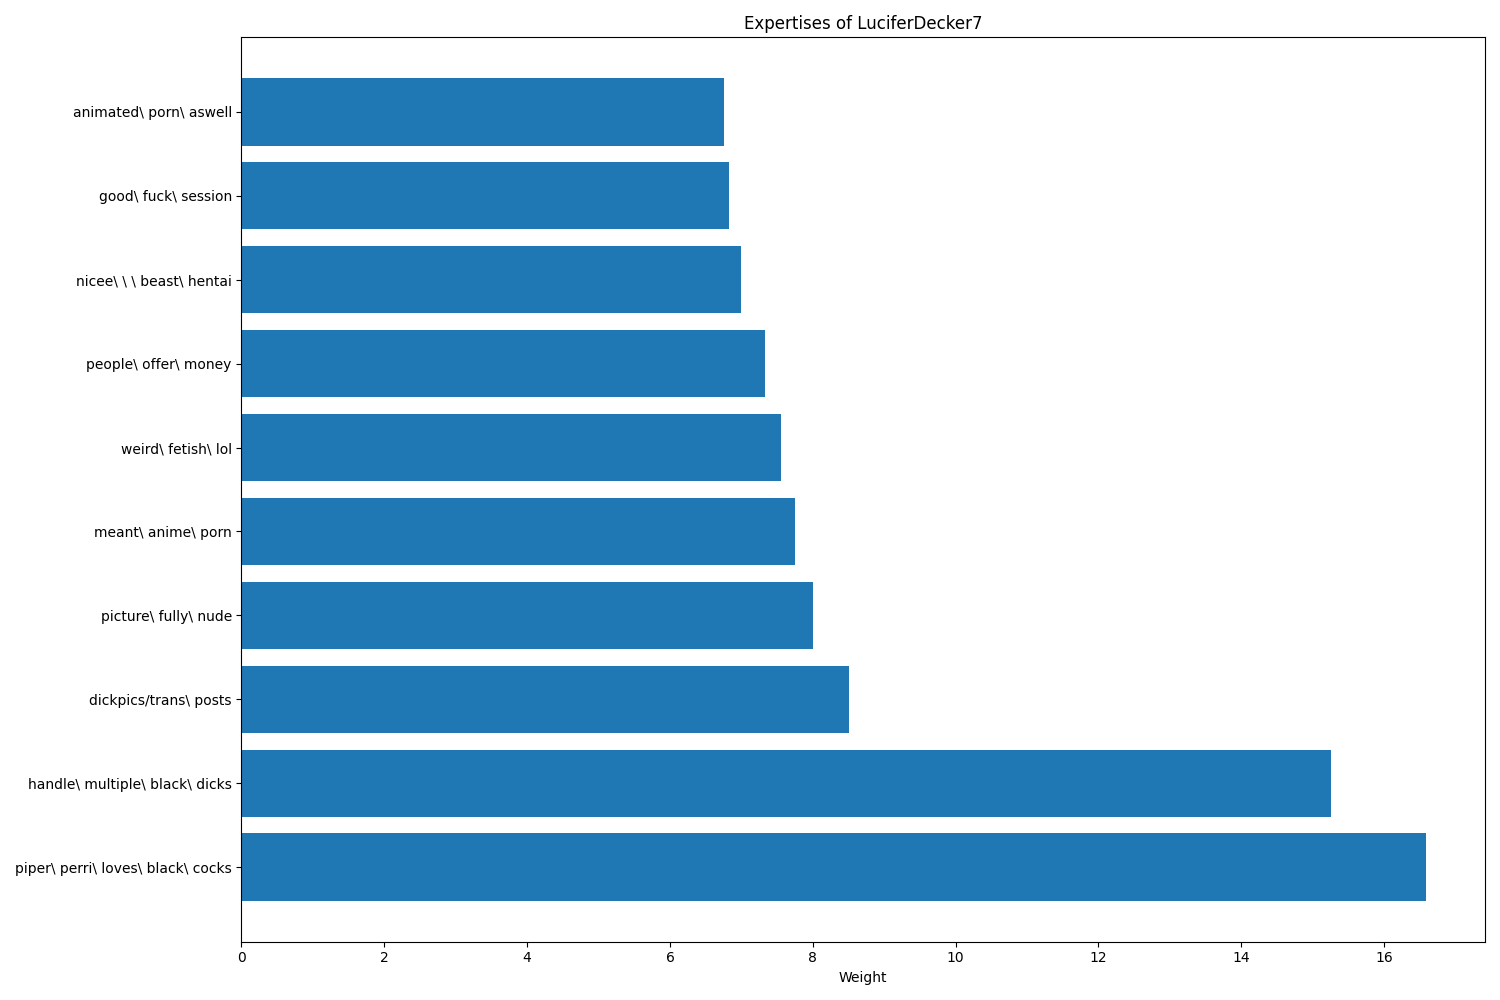 Expertises of LuciferDecker7
animated\ porn\ aswell
good\ fuck\ session
nicee\ \ \ beast\ hentai
people\ offer\ money
weird\ fetish\ lol
meant\ anime\ porn
picture\ fully\ nude
dickpics/trans\ posts
handle\ multiple\ black\ dicks
piper\ perri\ loves\ black\ cocks
0 2 4 6 8 10 12 14 16
Weight